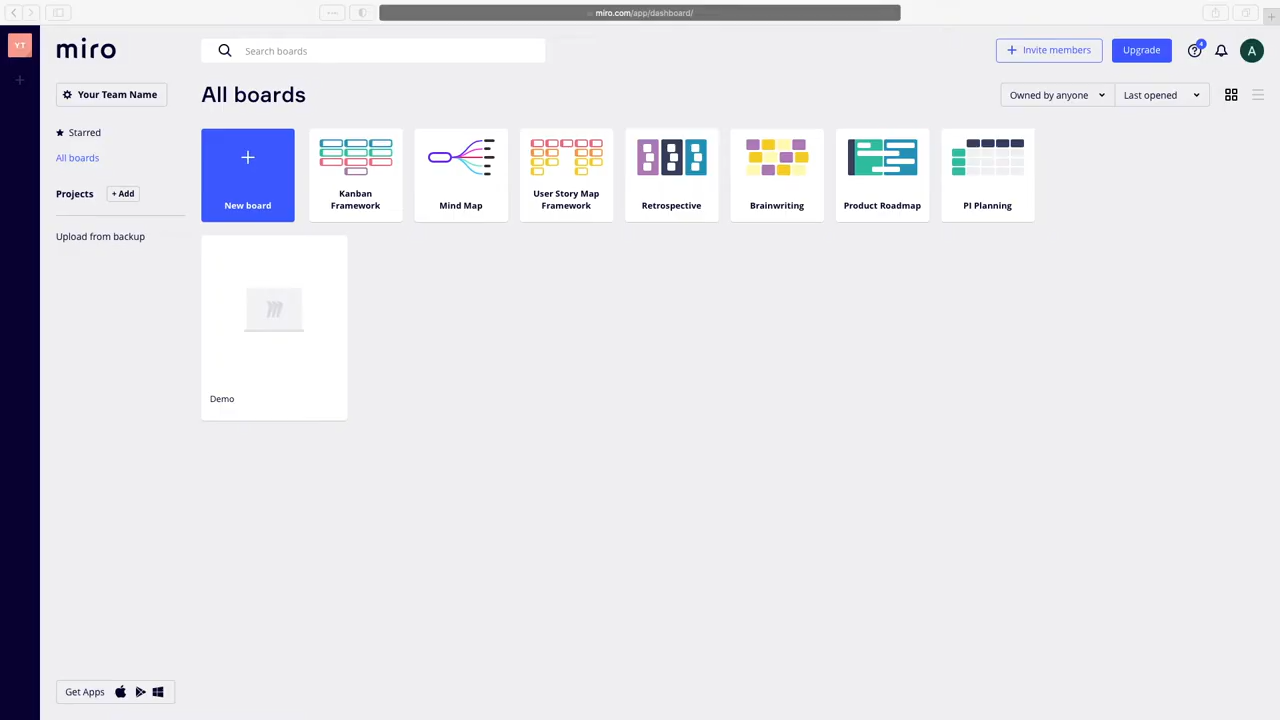 miro.com/app/dashboard/
YT
miro
Search boards
Invite members
Upgrade
4
A
Your Team Name
All boards
Owned by anyone
Last opened
Starred
All boards
Projects
+ Add
Upload from backup
New board
Kanban
Framework
Mind Map
User Story Map
Framework
Retrospective
Brainwriting
Product Roadmap
PI Planning
Demo
Get Apps